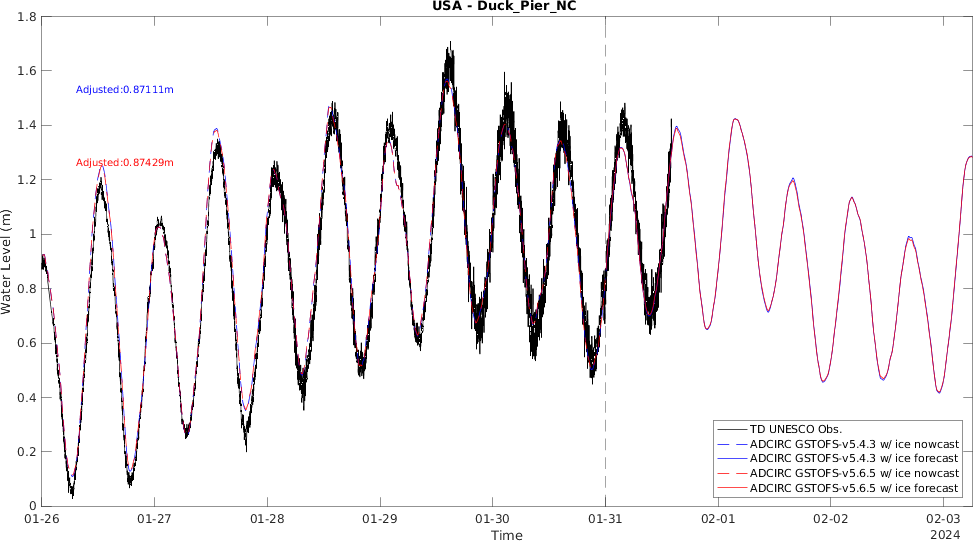 USA - Duck_Pier_NC
1.8
1.6
1.4
1.2
1
0.8
0.6
0.4
0.2
0
Water Level (m)
Adjusted:0.87111m
Adjusted:0.87429m
TD UNESCO Obs.
ADCIRC GSTOFS-v5.4.3 w/ ice nowcast
ADCIRC GSTOFS-v5.4.3 w/ ice forecast
ADCIRC GSTOFS-v5.6.5 w/ ice nowcast
ADCIRC GSTOFS-v5.6.5 w/ ice forecast
01-26 01-27 01-28 01-29 01-30 01-31 02-01 02-02 02-03
Time
2024